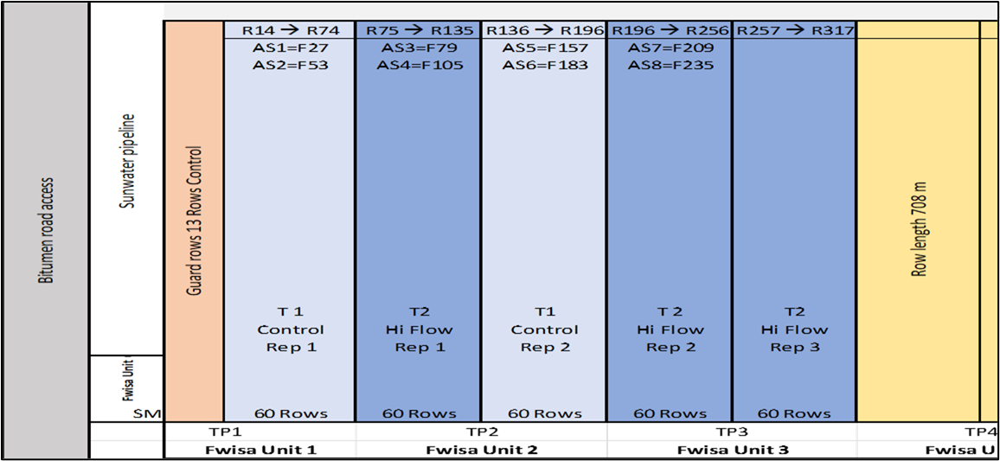 Bitumen road access
Sunwater pipeline
Fwisa Unit
SM
Guard rows 13 Rows Control
R14 → R74
AS1=F27
AS2=F53
T 1
Control
Rep 1
60 Rows
R75 → R135
AS3=F79
AS4=F105
T2
Hi Flow
Rep 1
60 Rows
R136 → R196
AS5=F157
AS6=F183
T1
Control
Rep 2
60 Rows
R196 → R256
AS7=F209
AS8=F235
T 2
Hi Flow
Rep 2
60 Rows
R257 → R317
T2
Hi Flow
Rep 3
60 Rows
Row length 708 m
TP1
TP2
TP3
TP4
Fwisa Unit 1
Fwisa Unit 2
Fwisa Unit 3
Fwisa U